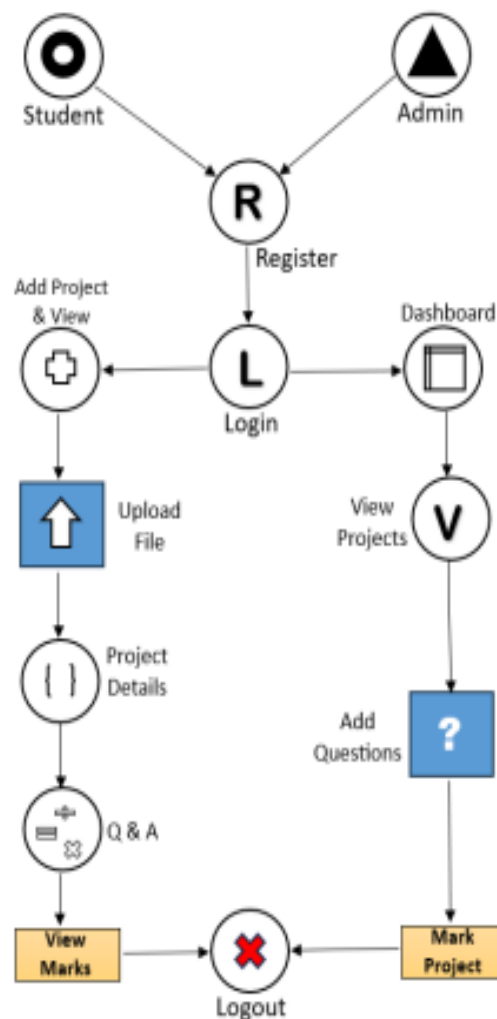 Student
Admin
R
Register
Add Project
& View
Dashboard
L
Login
Upload
File
View
Projects
V
{ }
Project
Details
Add
Questions
?
Q & A
View
Marks
Mark
Project
Logout